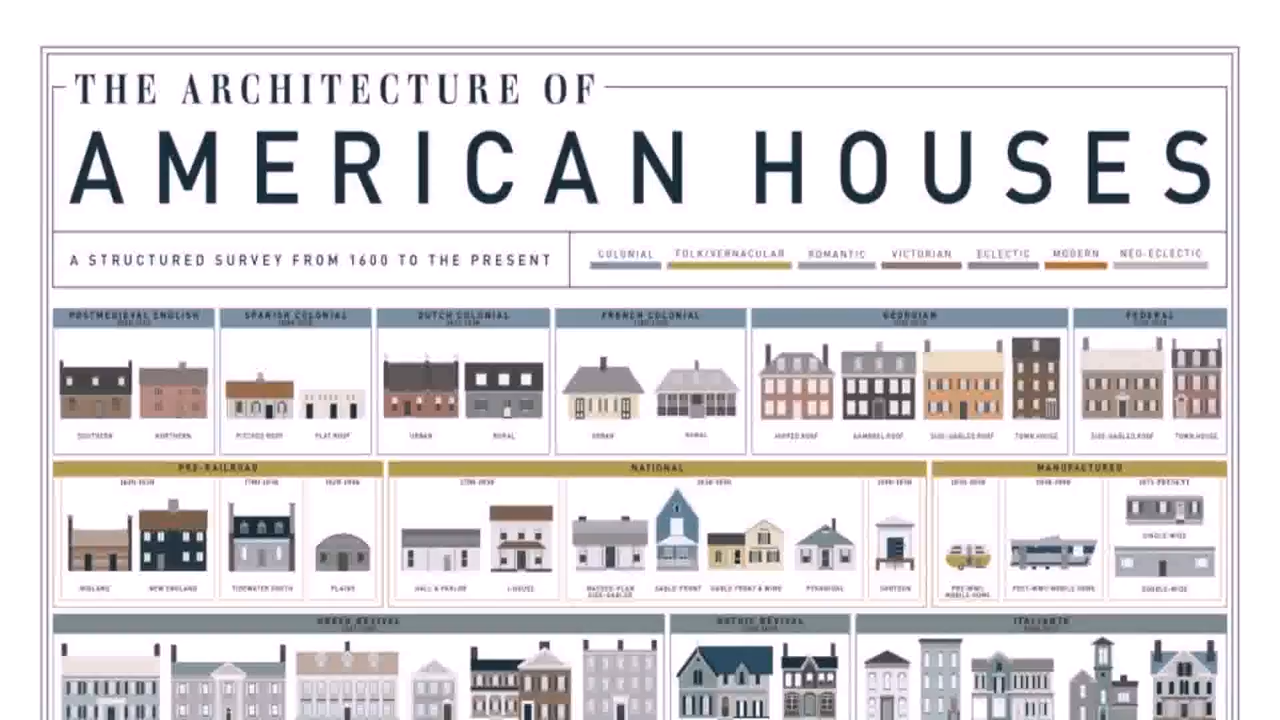 THE ARCHITECTURE OF
AMERICAN HOUSES
A STRUCTURED SURVEY FROM 1600 TO THE PRESENT
COLONIAL FOLK/VERNACULAR ROMANTIC VICTORIAN ECLECTIC MODERN NEO-ECLECTIC
POSTMEDIEVAL ENGLISH SPANISH COLONIAL DUTCH COLONIAL FRENCH COLONIAL GEORGIAN FEDERAL
SOUTHERN NORTHERN PITCHED ROOF FLAT ROOF URBAN RURAL URBAN RURAL HIPPED ROOF GAMBREL ROOF SIDE-GABLED ROOF TOWN HOUSE SIDE-GABLED ROOF TOWN HOUSE
PRE-RAILROAD NATIONAL MANUFACTURED
1850-1890
MIDLAND NEW ENGLAND TIDEWATER SOUTH PLAINS HALL & PARLOR I-HOUSE MASSED-PLAN SIDE-GABLED GABLE FRONT GABLE FRONT & WING PYRAMIDAL SHOTGUN PRE-WWII MOBILE HOME POST-WWII MOBILE HOME SINGLE-WIDE DOUBLE-WIDE
GREEK REVIVAL GOTHIC REVIVAL ITALIANATE